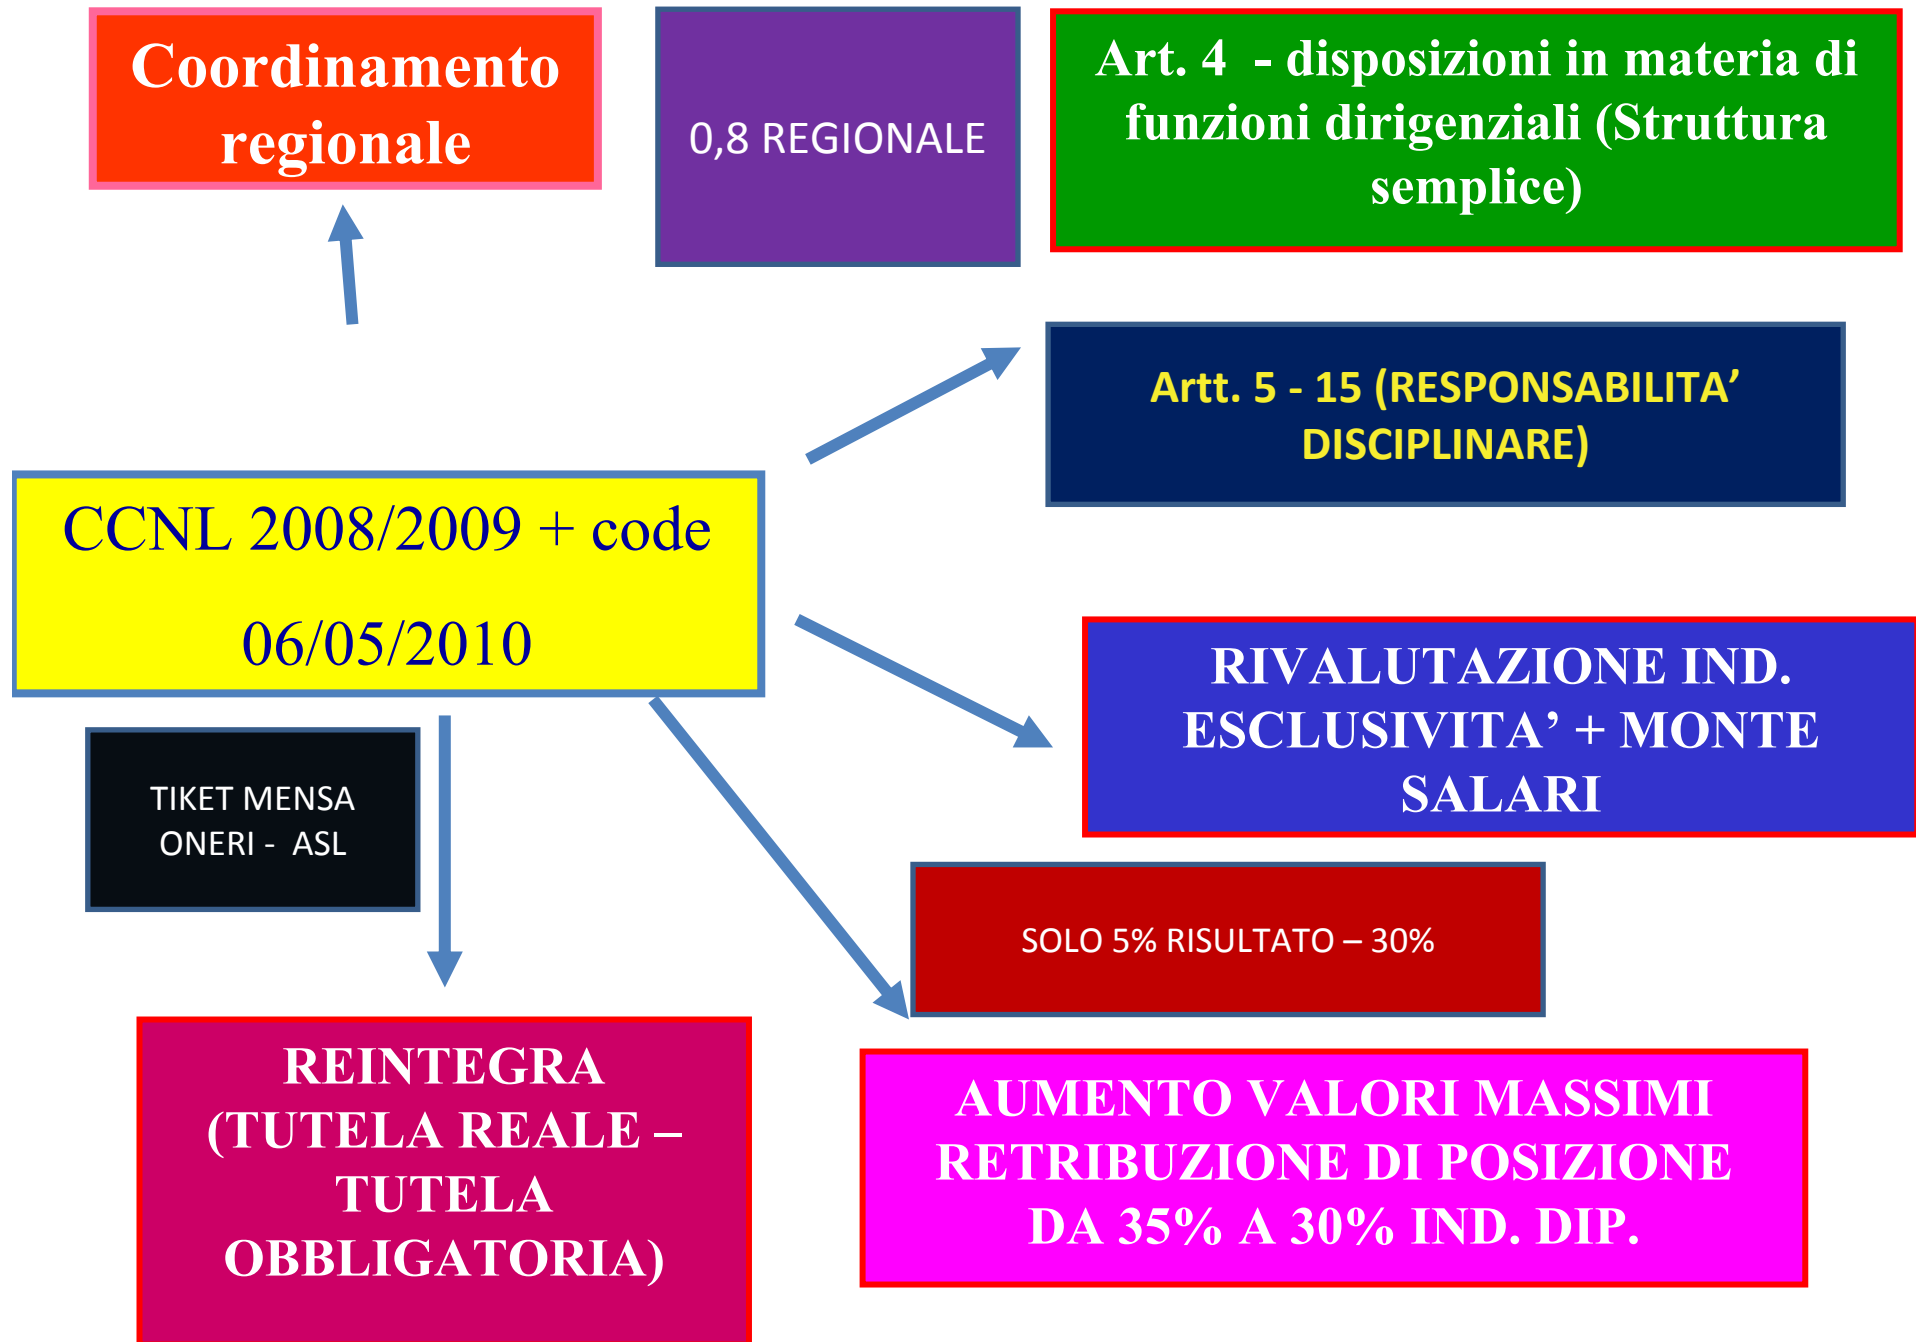 Coordinamento
regionale
0,8 REGIONALE
Art. 4  - disposizioni in materia di
funzioni dirigenziali (Struttura
semplice)
Artt. 5 - 15 (RESPONSABILITA’
DISCIPLINARE)
CCNL 2008/2009 + code
06/05/2010
RIVALUTAZIONE IND.
ESCLUSIVITA’ + MONTE
SALARI
TIKET MENSA
ONERI -  ASL
SOLO 5% RISULTATO – 30%
REINTEGRA
(TUTELA REALE –
TUTELA
OBBLIGATORIA)
AUMENTO VALORI MASSIMI
RETRIBUZIONE DI POSIZIONE
DA 35% A 30% IND. DIP.